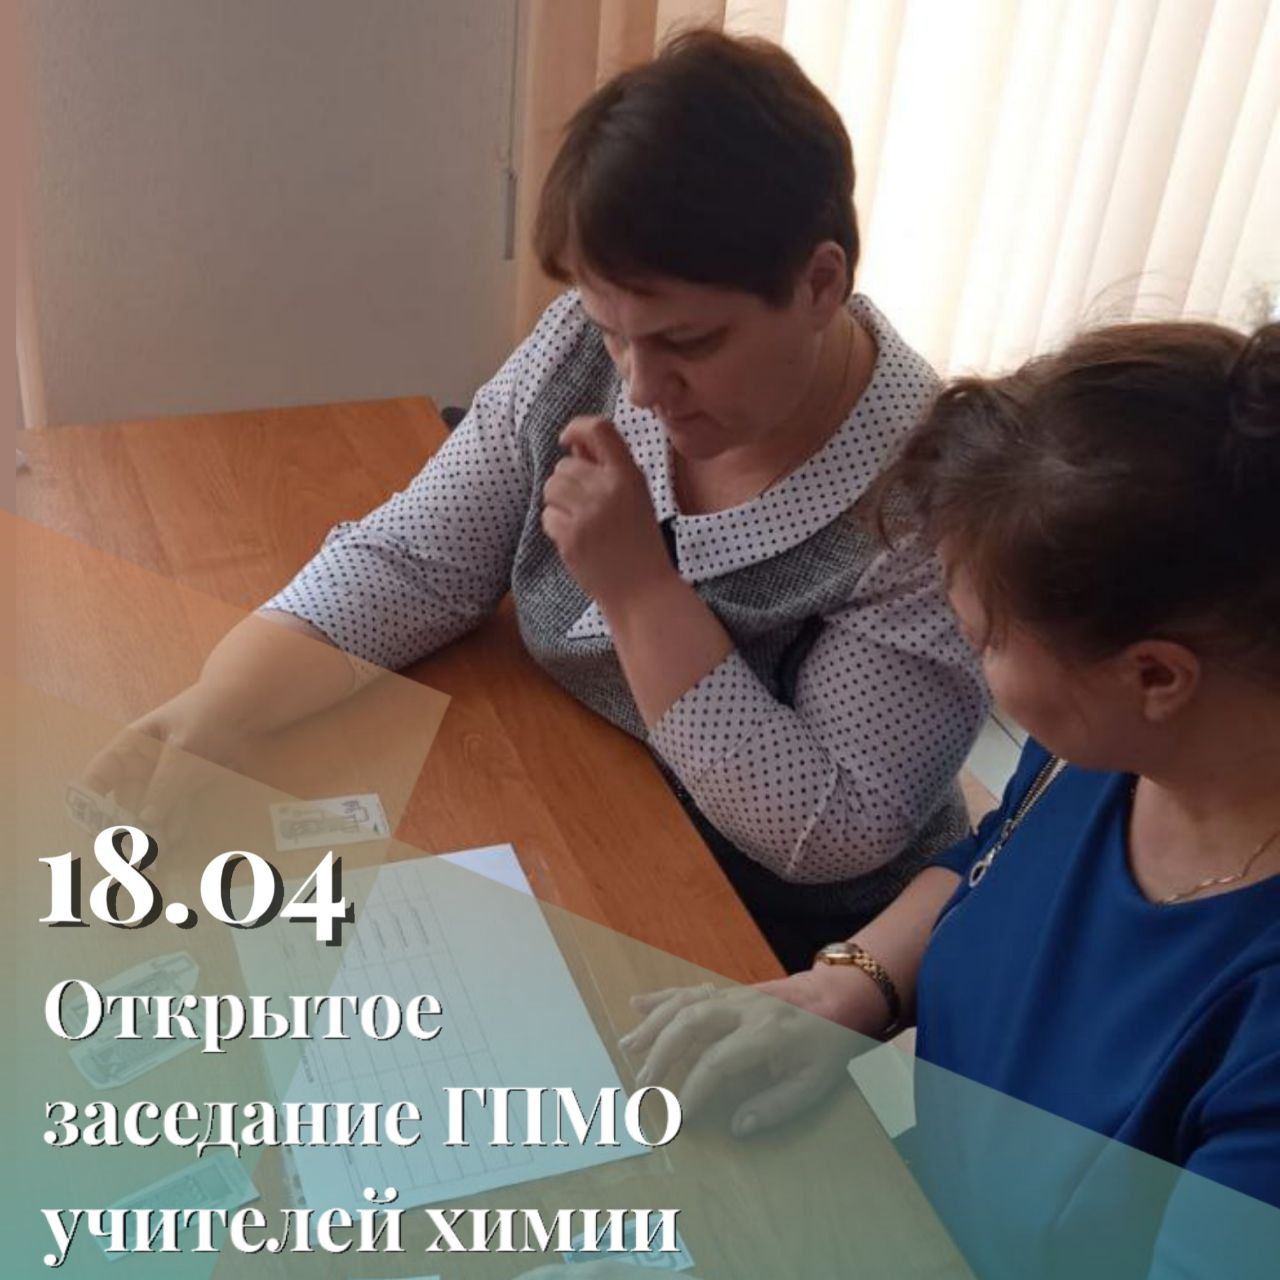 18.04
Открытое
заседание ГПМО
учителей химии